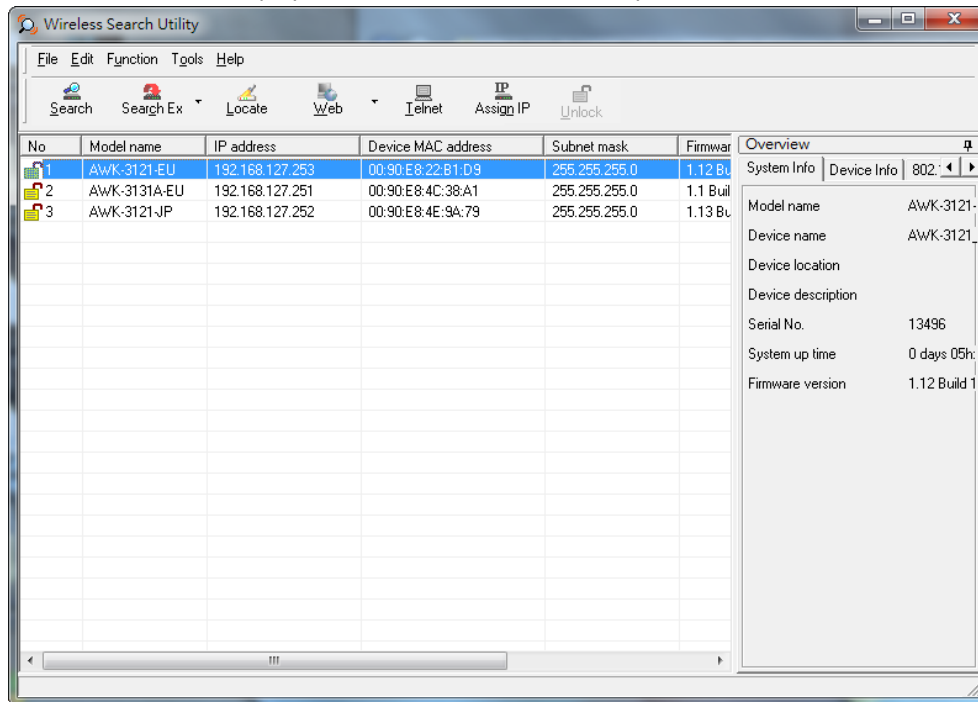 Wireless Search Utility
File Edit Function Tools Help
Search Search Ex Locate Web Telnet Assign IP Unlock
No Model name IP address Device MAC address Subnet mask Firmwar
1 AWK-3121-EU 192.168.127.253 00:90:E8:22:B1:D9 255.255.255.0 1.12 Bu
2 AWK-3131A-EU 192.168.127.251 00:90:E8:4C:38:A1 255.255.255.0 1.1 Buil
3 AWK-3121-JP 192.168.127.252 00:90:E8:4E:9A:79 255.255.255.0 1.13 Bu
Overview
System Info Device Info 802.1
Model name AWK-3121-
Device name AWK-3121_
Device location
Device description
Serial No. 13496
System up time 0 days 05h:
Firmware version 1.12 Build 1